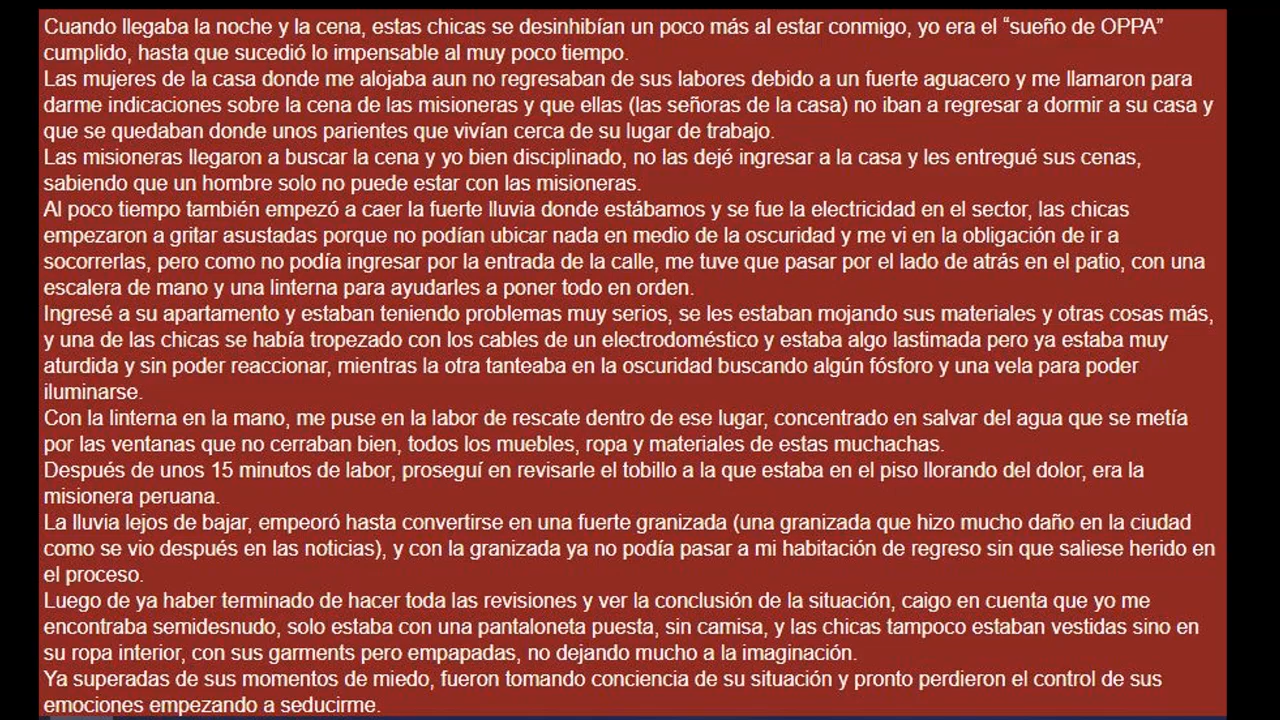 Cuando llegaba la noche y la cena, estas chicas se desinhibían un poco más al estar conmigo, yo era el “sueño de OPPA”
cumplido, hasta que sucedió lo impensable al muy poco tiempo.
Las mujeres de la casa donde me alojaba aun no regresaban de sus labores debido a un fuerte aguacero y me llamaron para
darme indicaciones sobre la cena de las misioneras y que ellas (las señoras de la casa) no iban a regresar a dormir a su casa y
que se quedaban donde unos parientes que vivían cerca de su lugar de trabajo.
Las misioneras llegaron a buscar la cena y yo bien disciplinado, no las dejé ingresar a la casa y les entregué sus cenas,
sabiendo que un hombre solo no puede estar con las misioneras.
Al poco tiempo también empezó a caer la fuerte lluvia donde estábamos y se fue la electricidad en el sector, las chicas
empezaron a gritar asustadas porque no podían ubicar nada en medio de la oscuridad y me vi en la obligación de ir a
socorrerlas, pero como no podía ingresar por la entrada de la calle, me tuve que pasar por el lado de atrás en el patio, con una
escalera de mano y una linterna para ayudarles a poner todo en orden.
Ingresé a su apartamento y estaban teniendo problemas muy serios, se les estaban mojando sus materiales y otras cosas más,
y una de las chicas se había tropezado con los cables de un electrodoméstico y estaba algo lastimada pero ya estaba muy
aturdida y sin poder reaccionar, mientras la otra tanteaba en la oscuridad buscando algún fósforo y una vela para poder
iluminarse.
Con la linterna en la mano, me puse en la labor de rescate dentro de ese lugar, concentrado en salvar del agua que se metía
por las ventanas que no cerraban bien, todos los muebles, ropa y materiales de estas muchachas.
Después de unos 15 minutos de labor, proseguí en revisarle el tobillo a la que estaba en el piso llorando del dolor, era la
misionera peruana.
La lluvia lejos de bajar, empeoró hasta convertirse en una fuerte granizada (una granizada que hizo mucho daño en la ciudad
como se vio después en las noticias), y con la granizada ya no podía pasar a mi habitación de regreso sin que saliese herido en
el proceso.
Luego de ya haber terminado de hacer toda las revisiones y ver la conclusión de la situación, caigo en cuenta que yo me
encontraba semidesnudo, solo estaba con una pantaloneta puesta, sin camisa, y las chicas tampoco estaban vestidas sino en
su ropa interior, con sus garments pero empapadas, no dejando mucho a la imaginación.
Ya superadas de sus momentos de miedo, fueron tomando conciencia de su situación y pronto perdieron el control de sus
emociones empezando a seducirme.